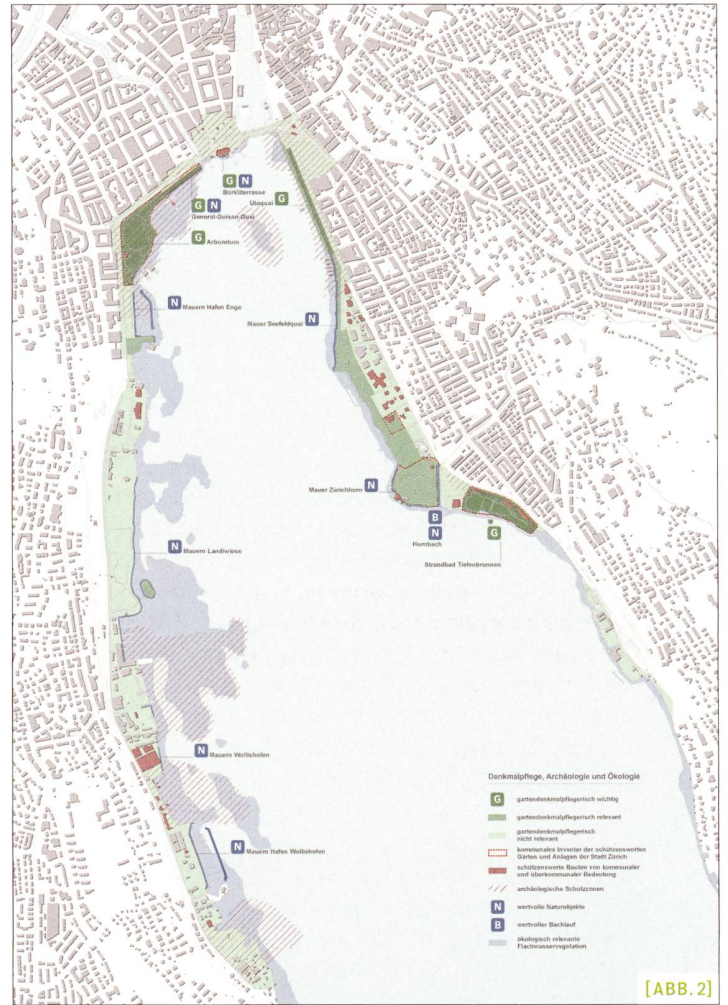 G N
Bürkliterrasse
Utoquai G
G N
General-Guisan-Quai
G Arboretum
N Mauern Hafen Enge
Mauer Seefeldquai N
Mauer Zürichhorn N
B
N
Hornbach
G
Strandbad Tiefenbrunnen
N Mauern Landiwiese
N Mauern Wollishofen
N Mauern Hafen Wollishofen
Denkmalpflege, Archäologie und Ökologie
G gartendenkmalpflegerisch wichtig
gartendenkmalpflegerisch relevant
gartendenkmalpflegerisch
nicht relevant
kommunales Inventar der schützenswerten
Gärten und Anlagen der Stadt Zürich
schützenswerte Bauten von kommunaler
und überkommunaler Bedeutung
archäologische Schutzzonen
N wertvolle Naturobjekte
B wertvoller Bachlauf
ökologisch relevante
Flachwasservegetation
[ABB. 2]